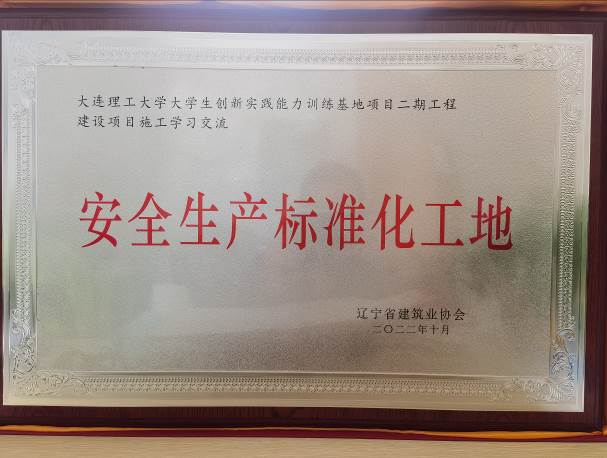 大连理工大学大学生创新实践能力训练基地项目二期工程
建设项目施工学习交流
安全生产标准化工地
辽宁省建筑业协会
二〇二二年十月